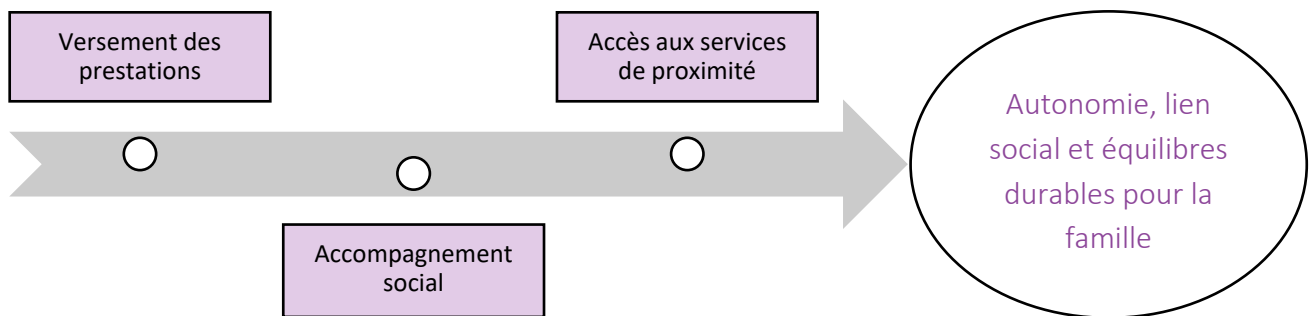 Versement des
prestations
Accès aux services
de proximité
Accompagnement
social
Autonomie, lien
social et équilibres
durables pour la
famille